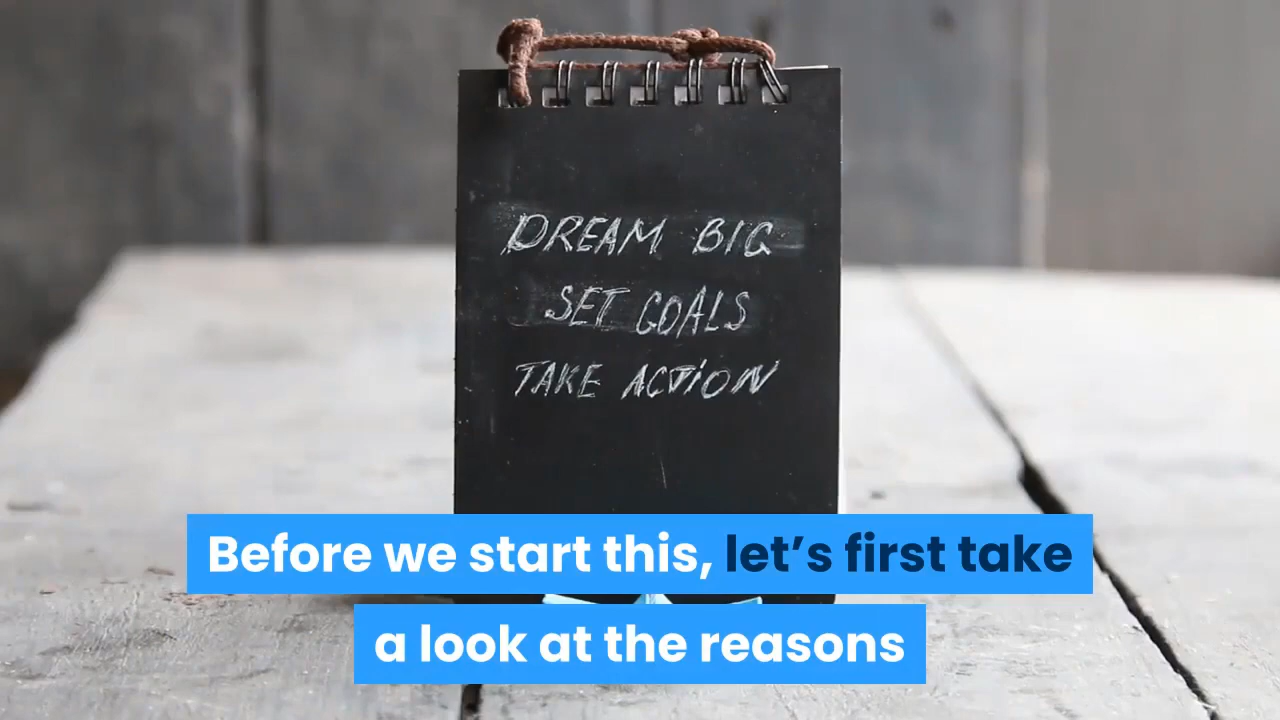 DREAM BIG
SET GOALS
TAKE ACTION
Before we start this, let’s first take
a look at the reasons